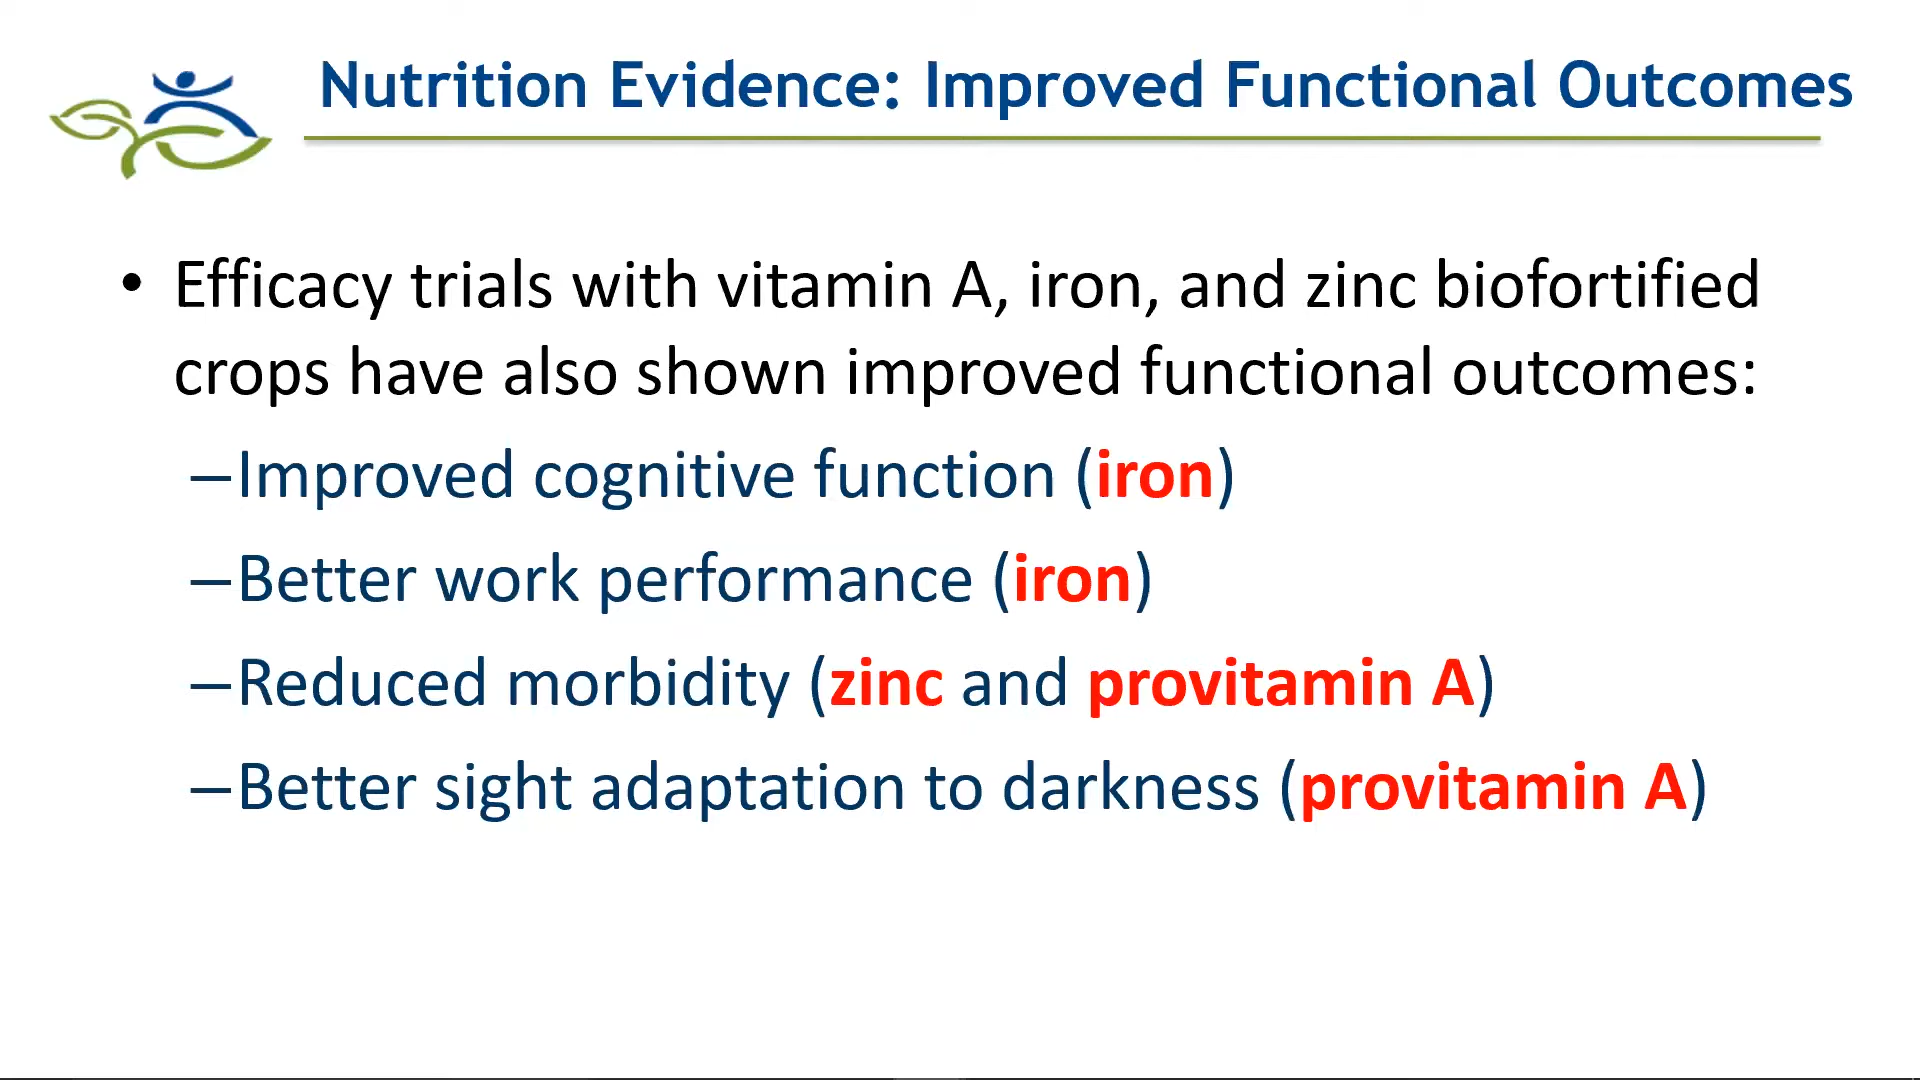 Nutrition Evidence: Improved Functional Outcomes
• Efficacy trials with vitamin A, iron, and zinc biofortified
crops have also shown improved functional outcomes:
–Improved cognitive function (iron)
–Better work performance (iron)
–Reduced morbidity (zinc and provitamin A)
–Better sight adaptation to darkness (provitamin A)